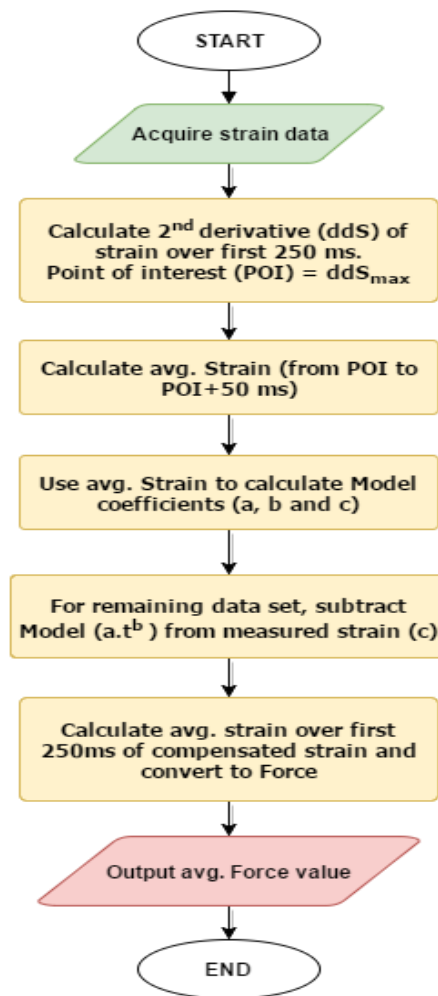 START
Acquire strain data
Calculate 2nd derivative (ddS) of
strain over first 250 ms.
Point of interest (POI) = ddSmax
Calculate avg. Strain (from POI to
POI+50 ms)
Use avg. Strain to calculate Model
coefficients (a, b and c)
For remaining data set, subtract
Model (a.t^b ) from measured strain (c)
Calculate avg. strain over first
250ms of compensated strain and
convert to Force
Output avg. Force value
END